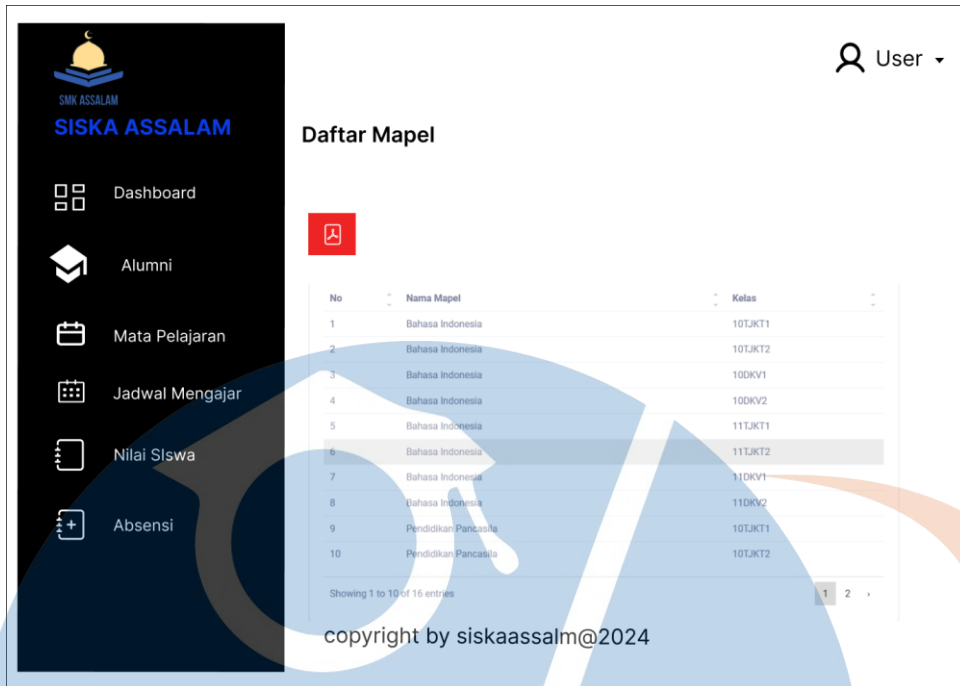 SMK ASSALAM
SISKA ASSALAM
Dashboard
Alumni
Mata Pelajaran
Jadwal Mengajar
Nilai SIswa
Absensi
User
Daftar Mapel
No Nama Mapel Kelas
1 Bahasa Indonesia 10TJKT1
2 Bahasa Indonesia 10TJKT2
3 Bahasa Indonesia 10DKV1
4 Bahasa Indonesia 10DKV2
5 Bahasa Indonesia 11TJKT1
6 Bahasa Indonesia 11TJKT2
7 Bahasa Indonesia 11DKV1
8 Bahasa Indonesia 11DKV2
9 Pendidikan Pancasila 10TJKT1
10 Pendidikan Pancasila 10TJKT2
Showing 1 to 10 of 16 entries 1 2 ›
copyright by siskaassalm@2024